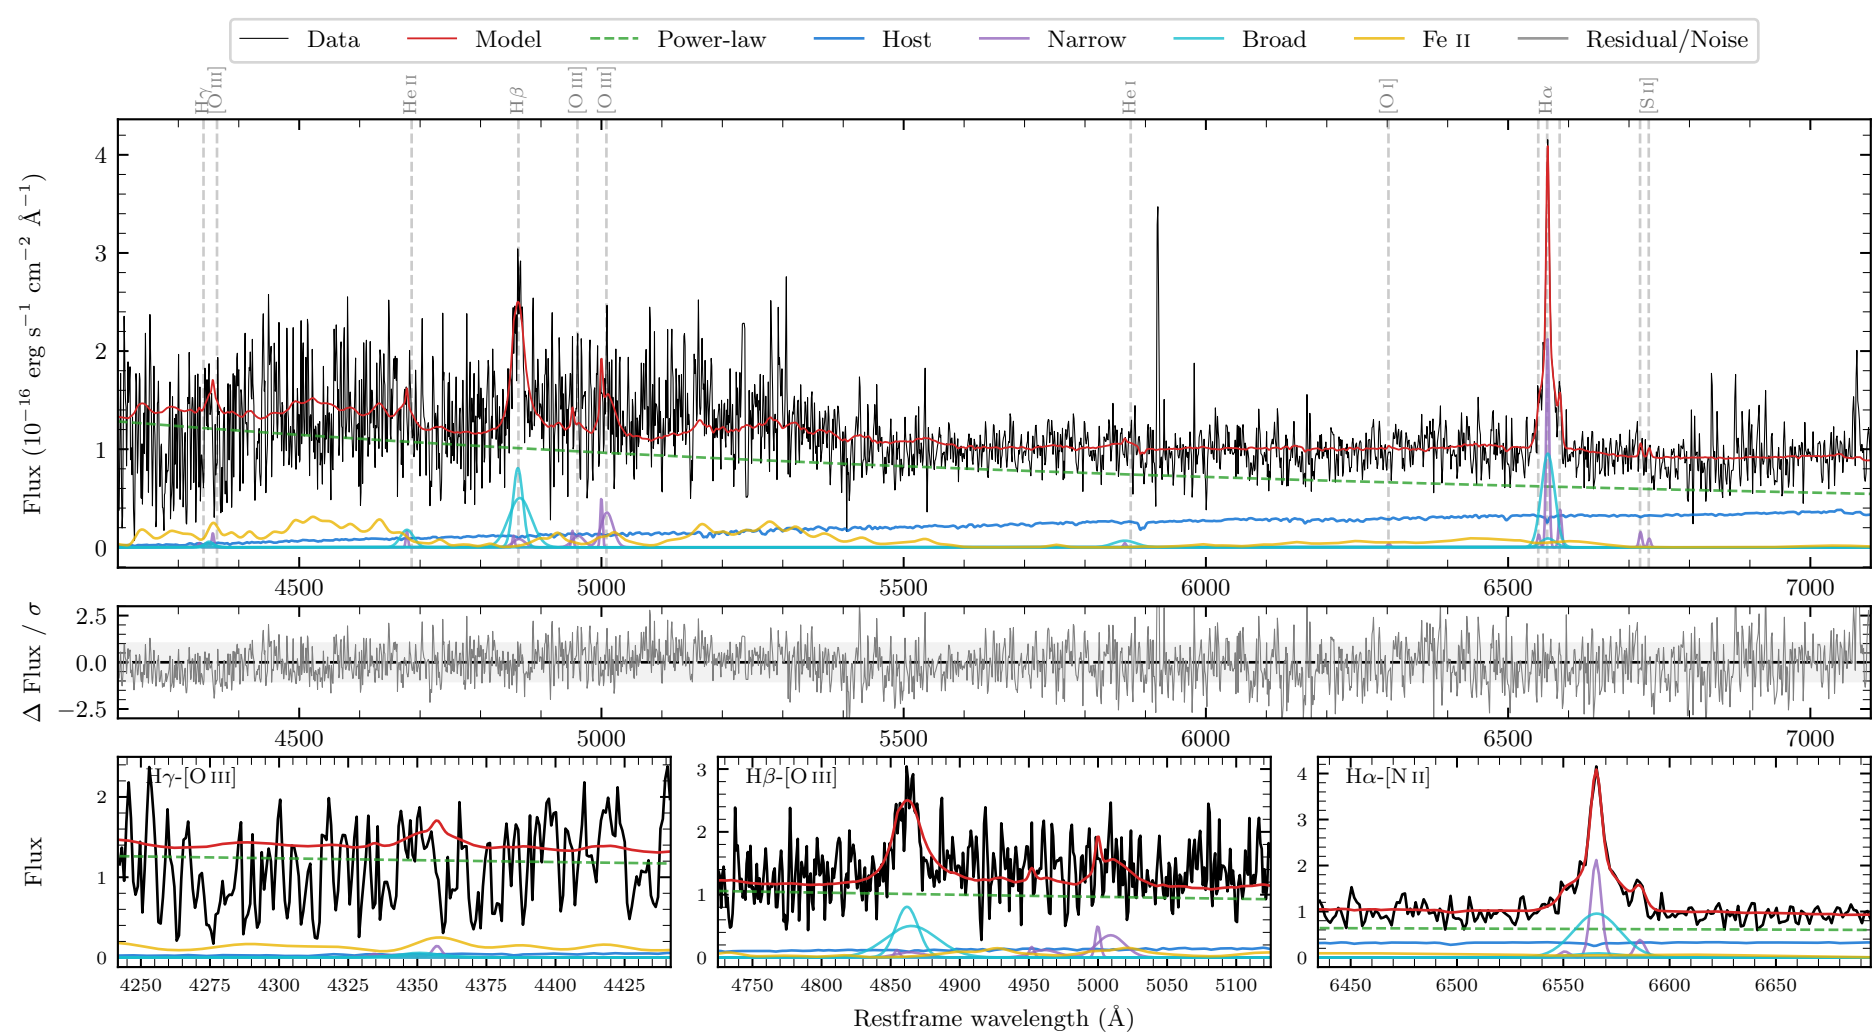 Data Model Power-law Host Narrow Broad Fe II Residual/Noise
Hγ [O III] He II Hβ [O III] [O III] He I [O I] Hα [S II]
Flux (10⁻¹⁶ erg s⁻¹ cm⁻² Å⁻¹)
4
3
2
1
0
4500 5000 5500 6000 6500 7000
Δ Flux / σ
2.5
0.0
−2.5
4500 5000 5500 6000 6500 7000
Flux
Hγ-[O III]
2
1
0
4250 4275 4300 4325 4350 4375 4400 4425
Hβ-[O III]
3
2
1
0
4750 4800 4850 4900 4950 5000 5050 5100
Hα-[N II]
4
3
2
1
0
6450 6500 6550 6600 6650
Restframe wavelength (Å)